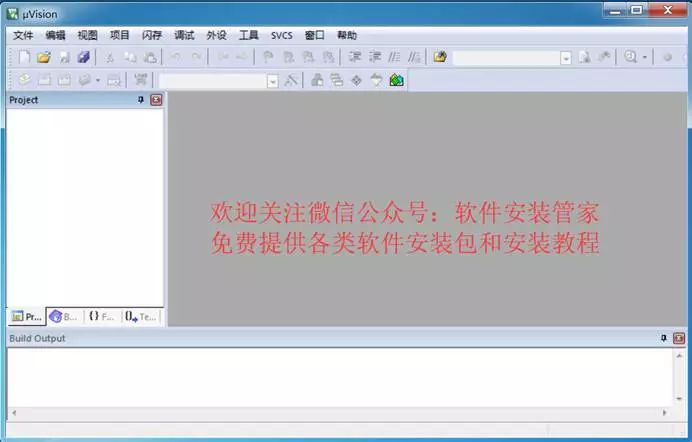 µVision
文件 编辑 视图 项目 闪存 调试 外设 工具 SVCS 窗口 帮助
Project
欢迎关注微信公众号：软件安装管家
免费提供各类软件安装包和安装教程
Pr... B... {} F... {} Te...
Build Output